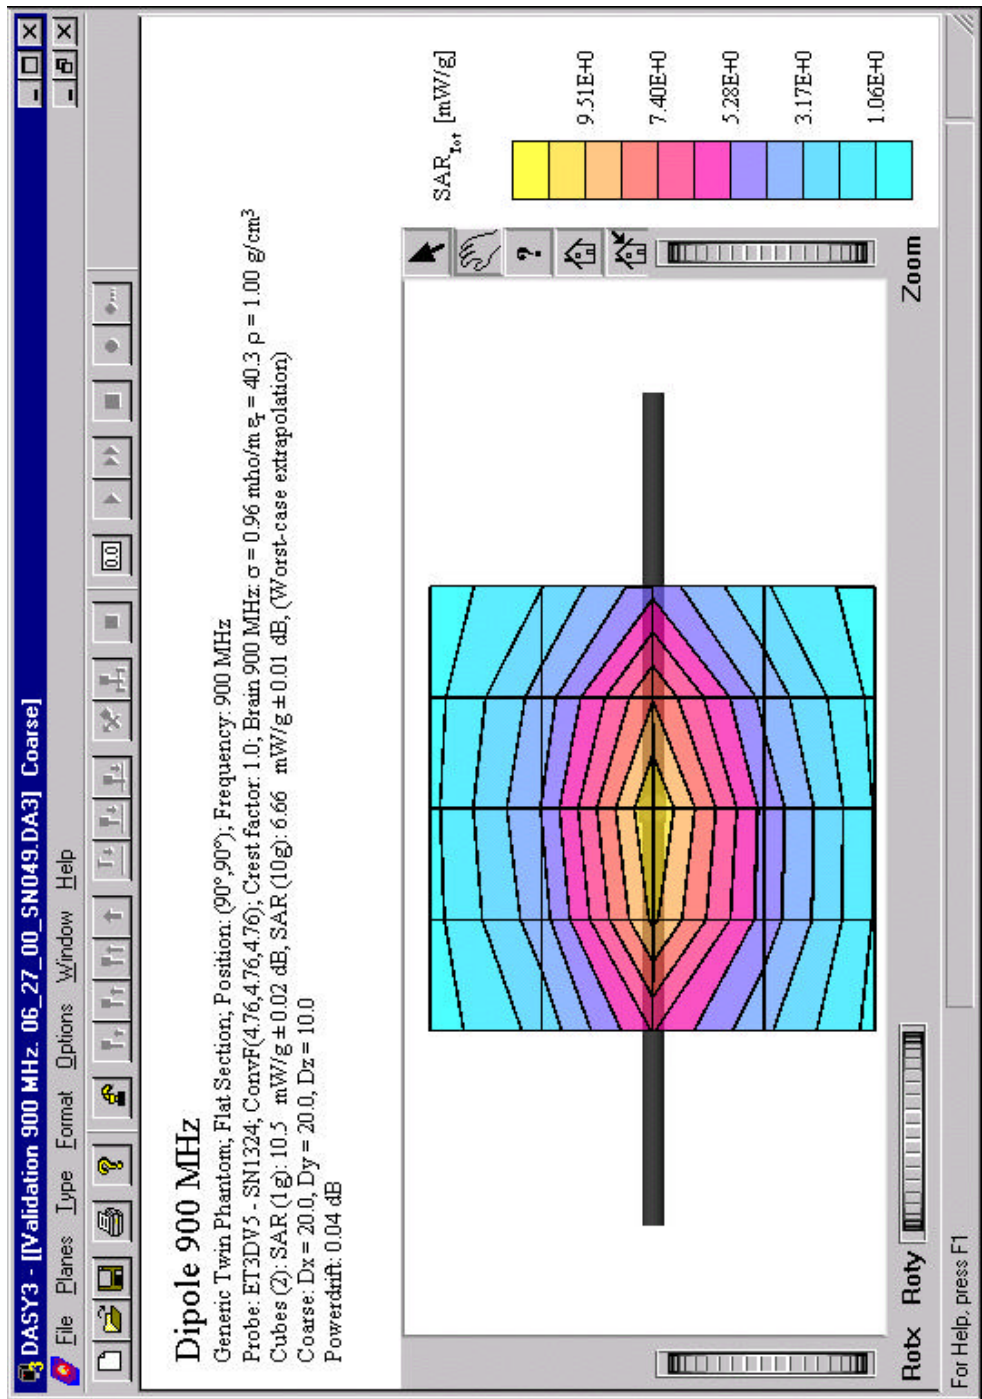 DASY3 - [[Validation 900 MHz. 06_27_00_SN049.DA3] Coarse]
File Planes Type Format Options Window Help
0.0
Dipole 900 MHz
Generic Twin Phantom; Flat Section; Position: (90°,90°); Frequency: 900 MHz
Probe: ET3DV5 - SN1324; ConvF(4.76,4.76,4.76); Crest factor: 1.0; Brain 900 MHz: σ = 0.96 mho/m εr = 40.3 ρ = 1.00 g/cm³
Cubes (2): SAR (1g): 10.5 mW/g ± 0.02 dB, SAR (10g): 6.66 mW/g ± 0.01 dB, (Worst-case extrapolation)
Coarse: Dx = 20.0, Dy = 20.0, Dz = 10.0
Powerdrift: 0.04 dB
SAR Tot [mW/g]
9.51E+0
7.40E+0
5.28E+0
3.17E+0
1.06E+0
?
Rotx Roty Zoom
For Help, press F1